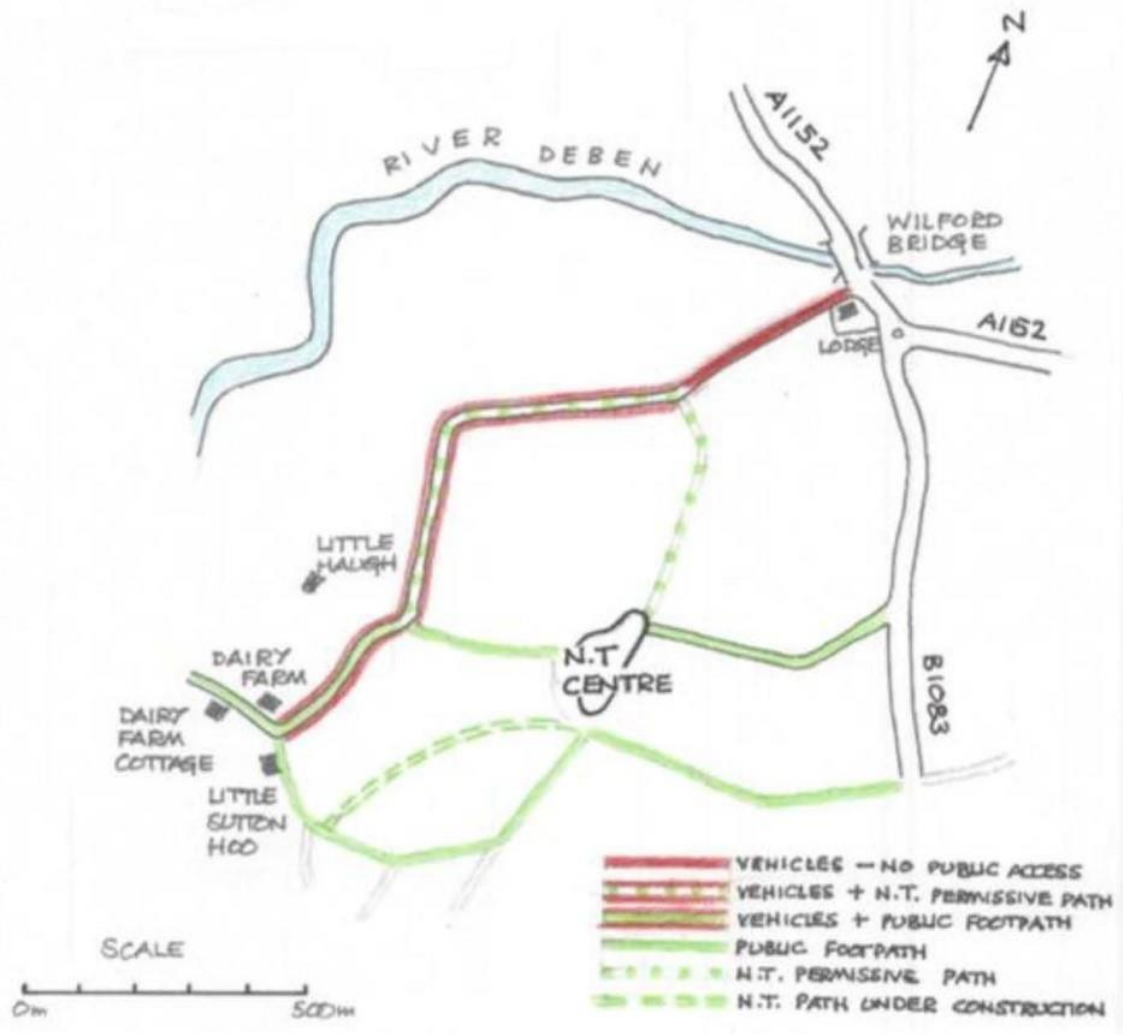 N
A1152
RIVER DEBEN
WILFORD
BRIDGE
A1152
LODGE
LITTLE
HAUGH
DAIRY
FARM
N.T
CENTRE
B1083
DAIRY
FARM
COTTAGE
LITTLE
SUTTON
HOO
VEHICLES — NO PUBLIC ACCESS
VEHICLES + N.T. PERMISSIVE PATH
VEHICLES + PUBLIC FOOTPATH
PUBLIC FOOTPATH
N.T. PERMISSIVE PATH
N.T. PATH UNDER CONSTRUCTION
SCALE
0m 500m